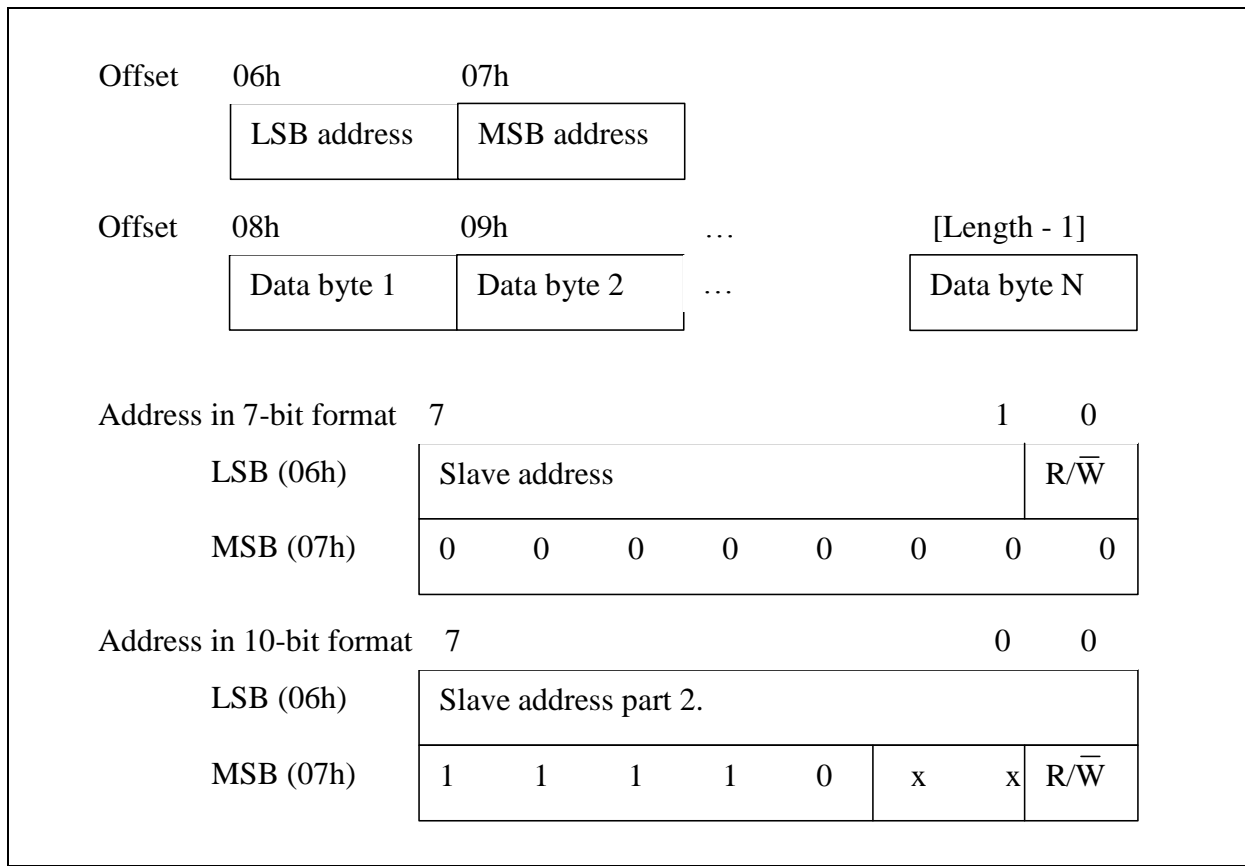 Offset 06h 07h
LSB address MSB address
Offset 08h 09h … [Length - 1]
Data byte 1 Data byte 2 … Data byte N
Address in 7-bit format 7 1 0
LSB (06h) Slave address R/W̅
MSB (07h) 0 0 0 0 0 0 0 0
Address in 10-bit format 7 0 0
LSB (06h) Slave address part 2.
MSB (07h) 1 1 1 1 0 x x R/W̅